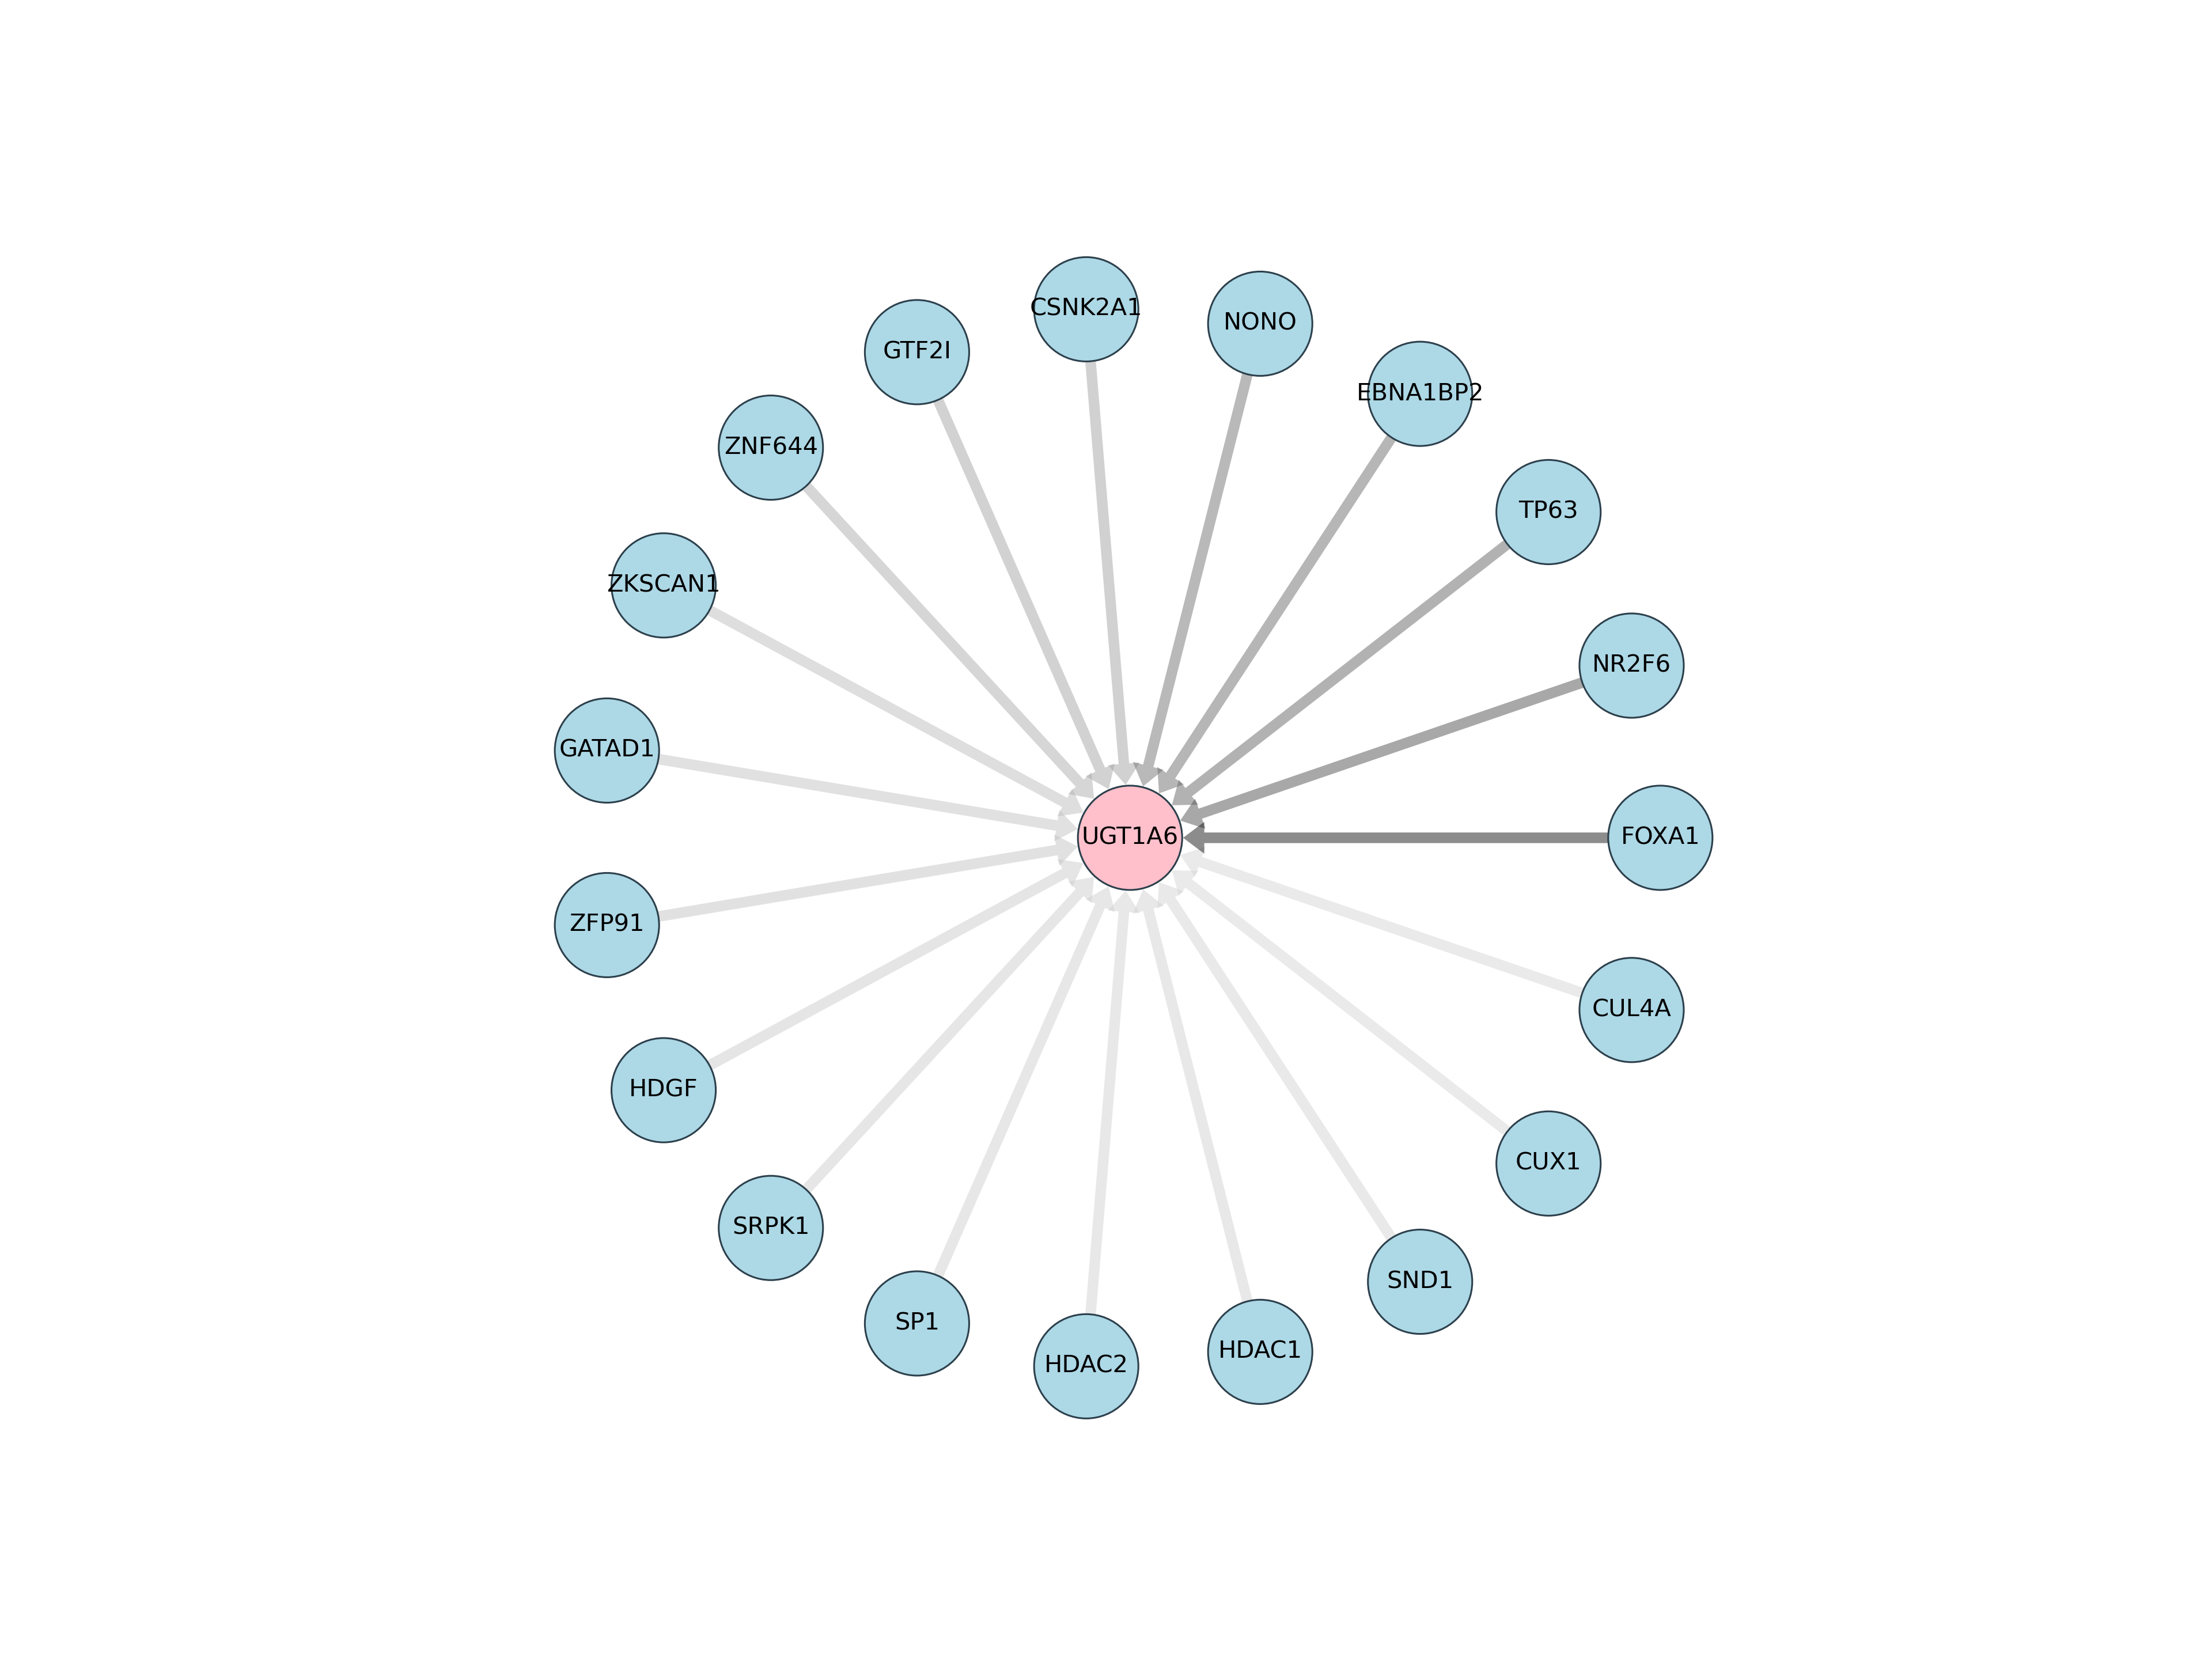 CSNK2A1
NONO
GTF2I
EBNA1BP2
ZNF644
TP63
ZKSCAN1
NR2F6
GATAD1
UGT1A6
FOXA1
ZFP91
CUL4A
HDGF
CUX1
SRPK1
SND1
SP1
HDAC1
HDAC2